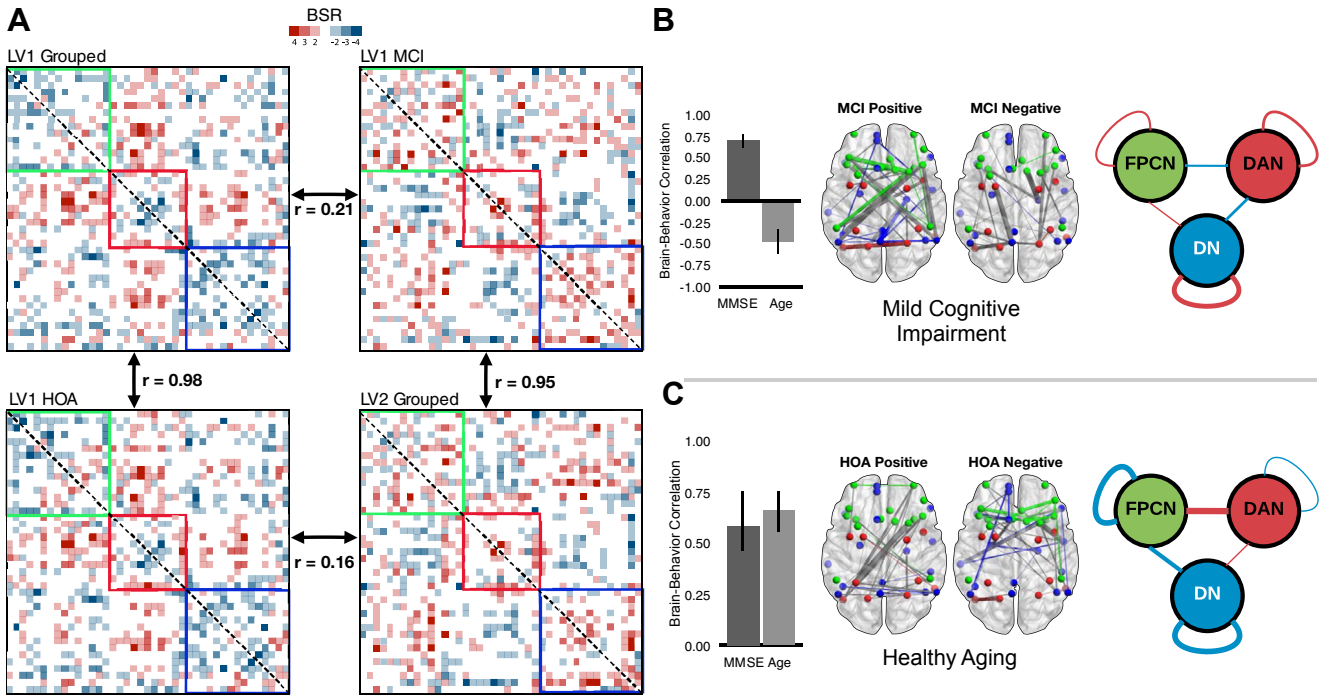 A
BSR
4 3 2 -2 -3 -4
LV1 Grouped
LV1 MCI
r = 0.21
r = 0.98
r = 0.95
LV1 HOA
LV2 Grouped
r = 0.16
B
Brain-Behavior Correlation
1.00
0.75
0.50
0.25
0.00
-0.25
-0.50
-0.75
-1.00
MMSE Age
MCI Positive
MCI Negative
Mild Cognitive
Impairment
FPCN
DAN
DN
C
Brain-Behavior Correlation
1.00
0.75
0.50
0.25
0.00
MMSE Age
HOA Positive
HOA Negative
Healthy Aging
FPCN
DAN
DN